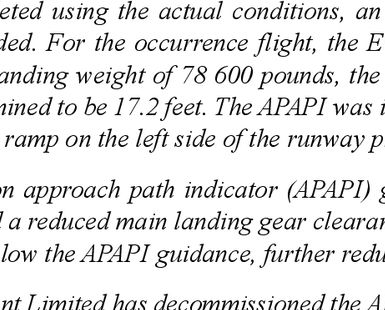 eted using the actual conditions, an
ded. For the occurrence flight, the E
anding weight of 78 600 pounds, the
mined to be 17.2 feet. The APAPI was i
ramp on the left side of the runway p
on approach path indicator (APAPI) g
d a reduced main landing gear clearan
low the APAPI guidance, further redu
nt Limited has decommissioned the A